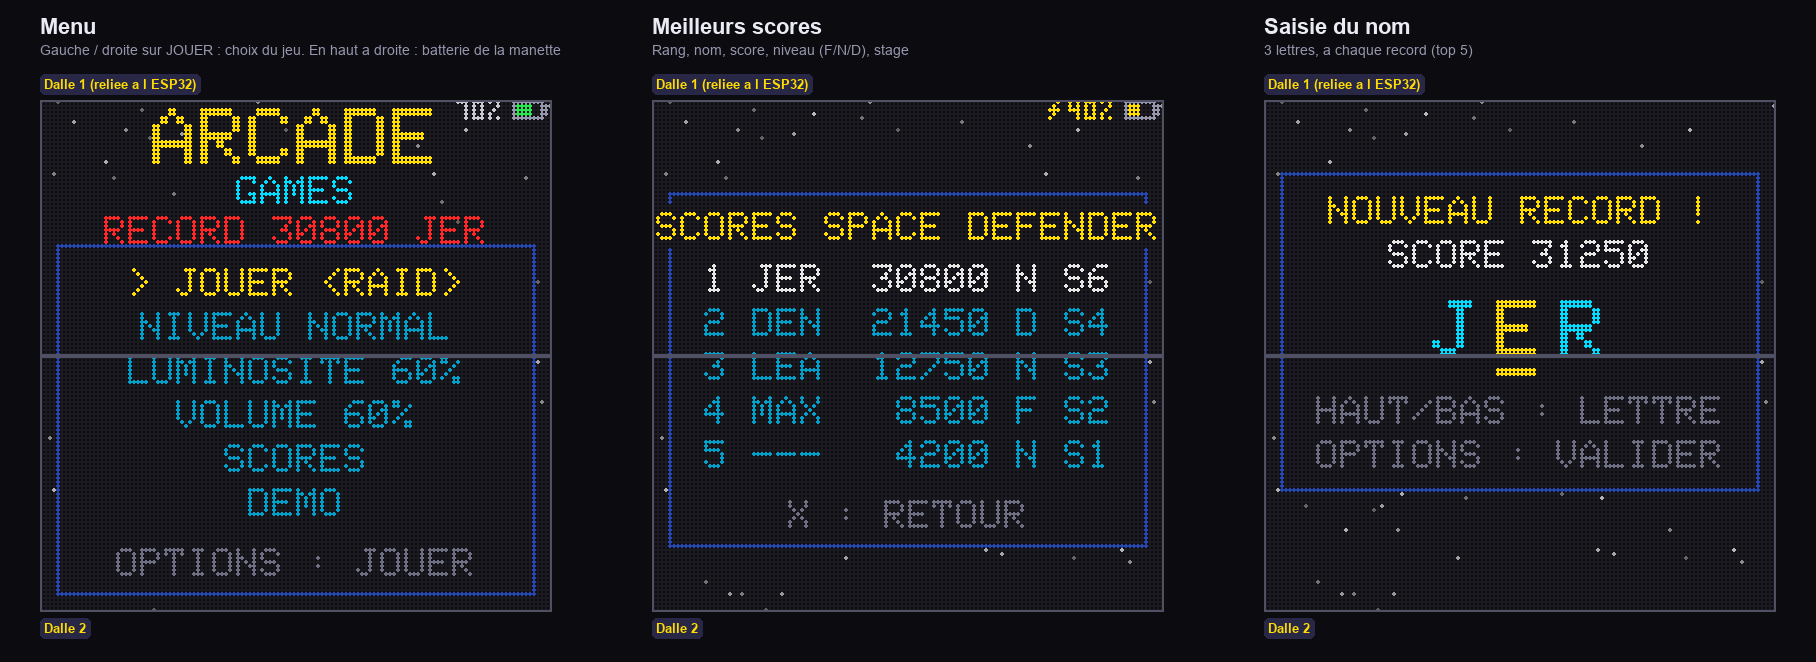 Menu
Gauche / droite sur JOUER : choix du jeu. En haut a droite : batterie de la manette
Dalle 1 (reliee a l ESP32)
90%
ARCADE
GAMES
RECORD 30800 JER
> JOUER <RAID>
NIVEAU NORMAL
LUMINOSITE 60%
VOLUME 60%
SCORES
DEMO
OPTIONS : JOUER
Dalle 2
Meilleurs scores
Rang, nom, score, niveau (F/N/D), stage
Dalle 1 (reliee a l ESP32)
40%
SCORES SPACE DEFENDER
1 JER 30800 N S6
2 DEN 21450 D S4
3 LEA 12750 N S3
4 MAX 8500 F S2
5 --- 4200 N S1
X : RETOUR
Dalle 2
Saisie du nom
3 lettres, a chaque record (top 5)
Dalle 1 (reliee a l ESP32)
NOUVEAU RECORD !
SCORE 31250
JER
HAUT/BAS : LETTRE
OPTIONS : VALIDER
Dalle 2